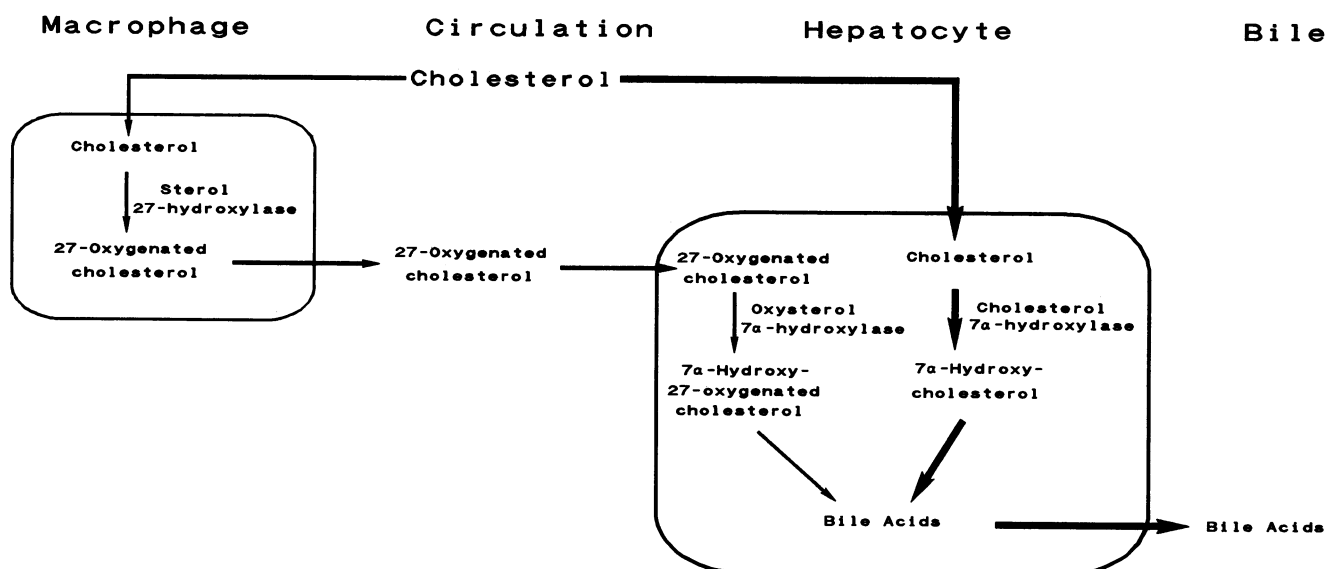 Macrophage
Circulation
Hepatocyte
Bile
Cholesterol
Cholesterol
Sterol
27-hydroxylase
27-Oxygenated
cholesterol
27-Oxygenated
cholesterol
27-Oxygenated
cholesterol
Oxysterol
7α-hydroxylase
7α-Hydroxy-
27-oxygenated
cholesterol
Cholesterol
Cholesterol
7α-hydroxylase
7α-Hydroxy-
cholesterol
Bile Acids
Bile Acids